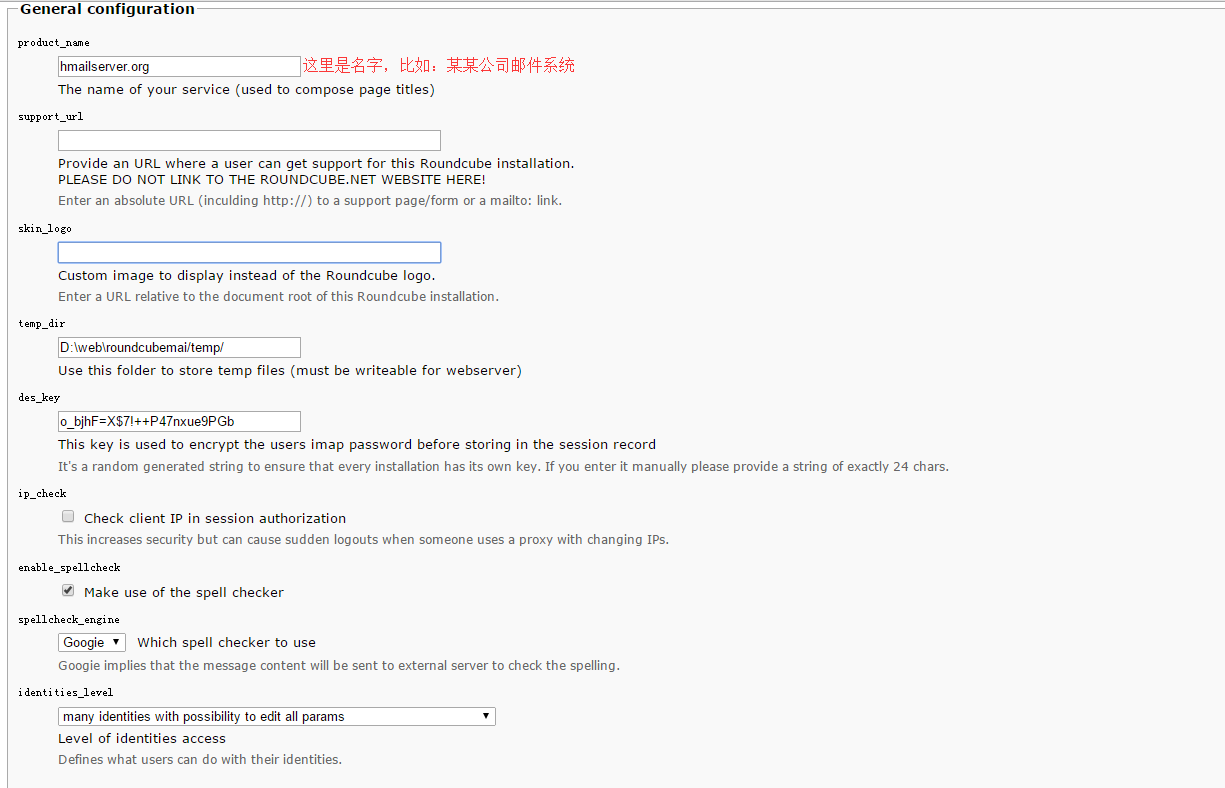 General configuration
product_name
hmailserver.org 这里是名字，比如：某某公司邮件系统
The name of your service (used to compose page titles)
support_url
Provide an URL where a user can get support for this Roundcube installation.
PLEASE DO NOT LINK TO THE ROUNDCUBE.NET WEBSITE HERE!
Enter an absolute URL (inculding http://) to a support page/form or a mailto: link.
skin_logo
Custom image to display instead of the Roundcube logo.
Enter a URL relative to the document root of this Roundcube installation.
temp_dir
D:\web\roundcubemai/temp/
Use this folder to store temp files (must be writeable for webserver)
des_key
o_bjhF=X$7!++P47nxue9PGb
This key is used to encrypt the users imap password before storing in the session record
It's a random generated string to ensure that every installation has its own key. If you enter it manually please provide a string of exactly 24 chars.
ip_check
Check client IP in session authorization
This increases security but can cause sudden logouts when someone uses a proxy with changing IPs.
enable_spellcheck
Make use of the spell checker
spellcheck_engine
Googie Which spell checker to use
Googie implies that the message content will be sent to external server to check the spelling.
identities_level
many identities with possibility to edit all params
Level of identities access
Defines what users can do with their identities.